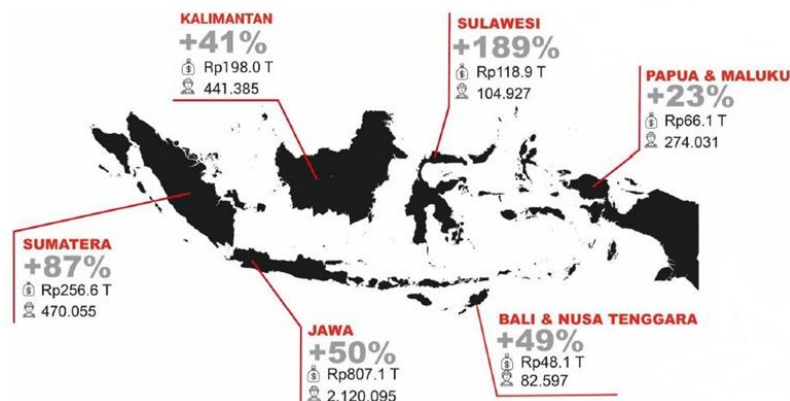 KALIMANTAN
+41%
Rp198.0 T
441.385
SULAWESI
+189%
Rp118.9 T
104.927
PAPUA & MALUKU
+23%
Rp66.1 T
274.031
SUMATERA
+87%
Rp256.6 T
470.055
JAWA
+50%
Rp807.1 T
2.120.095
BALI & NUSA TENGGARA
+49%
Rp48.1 T
82.597